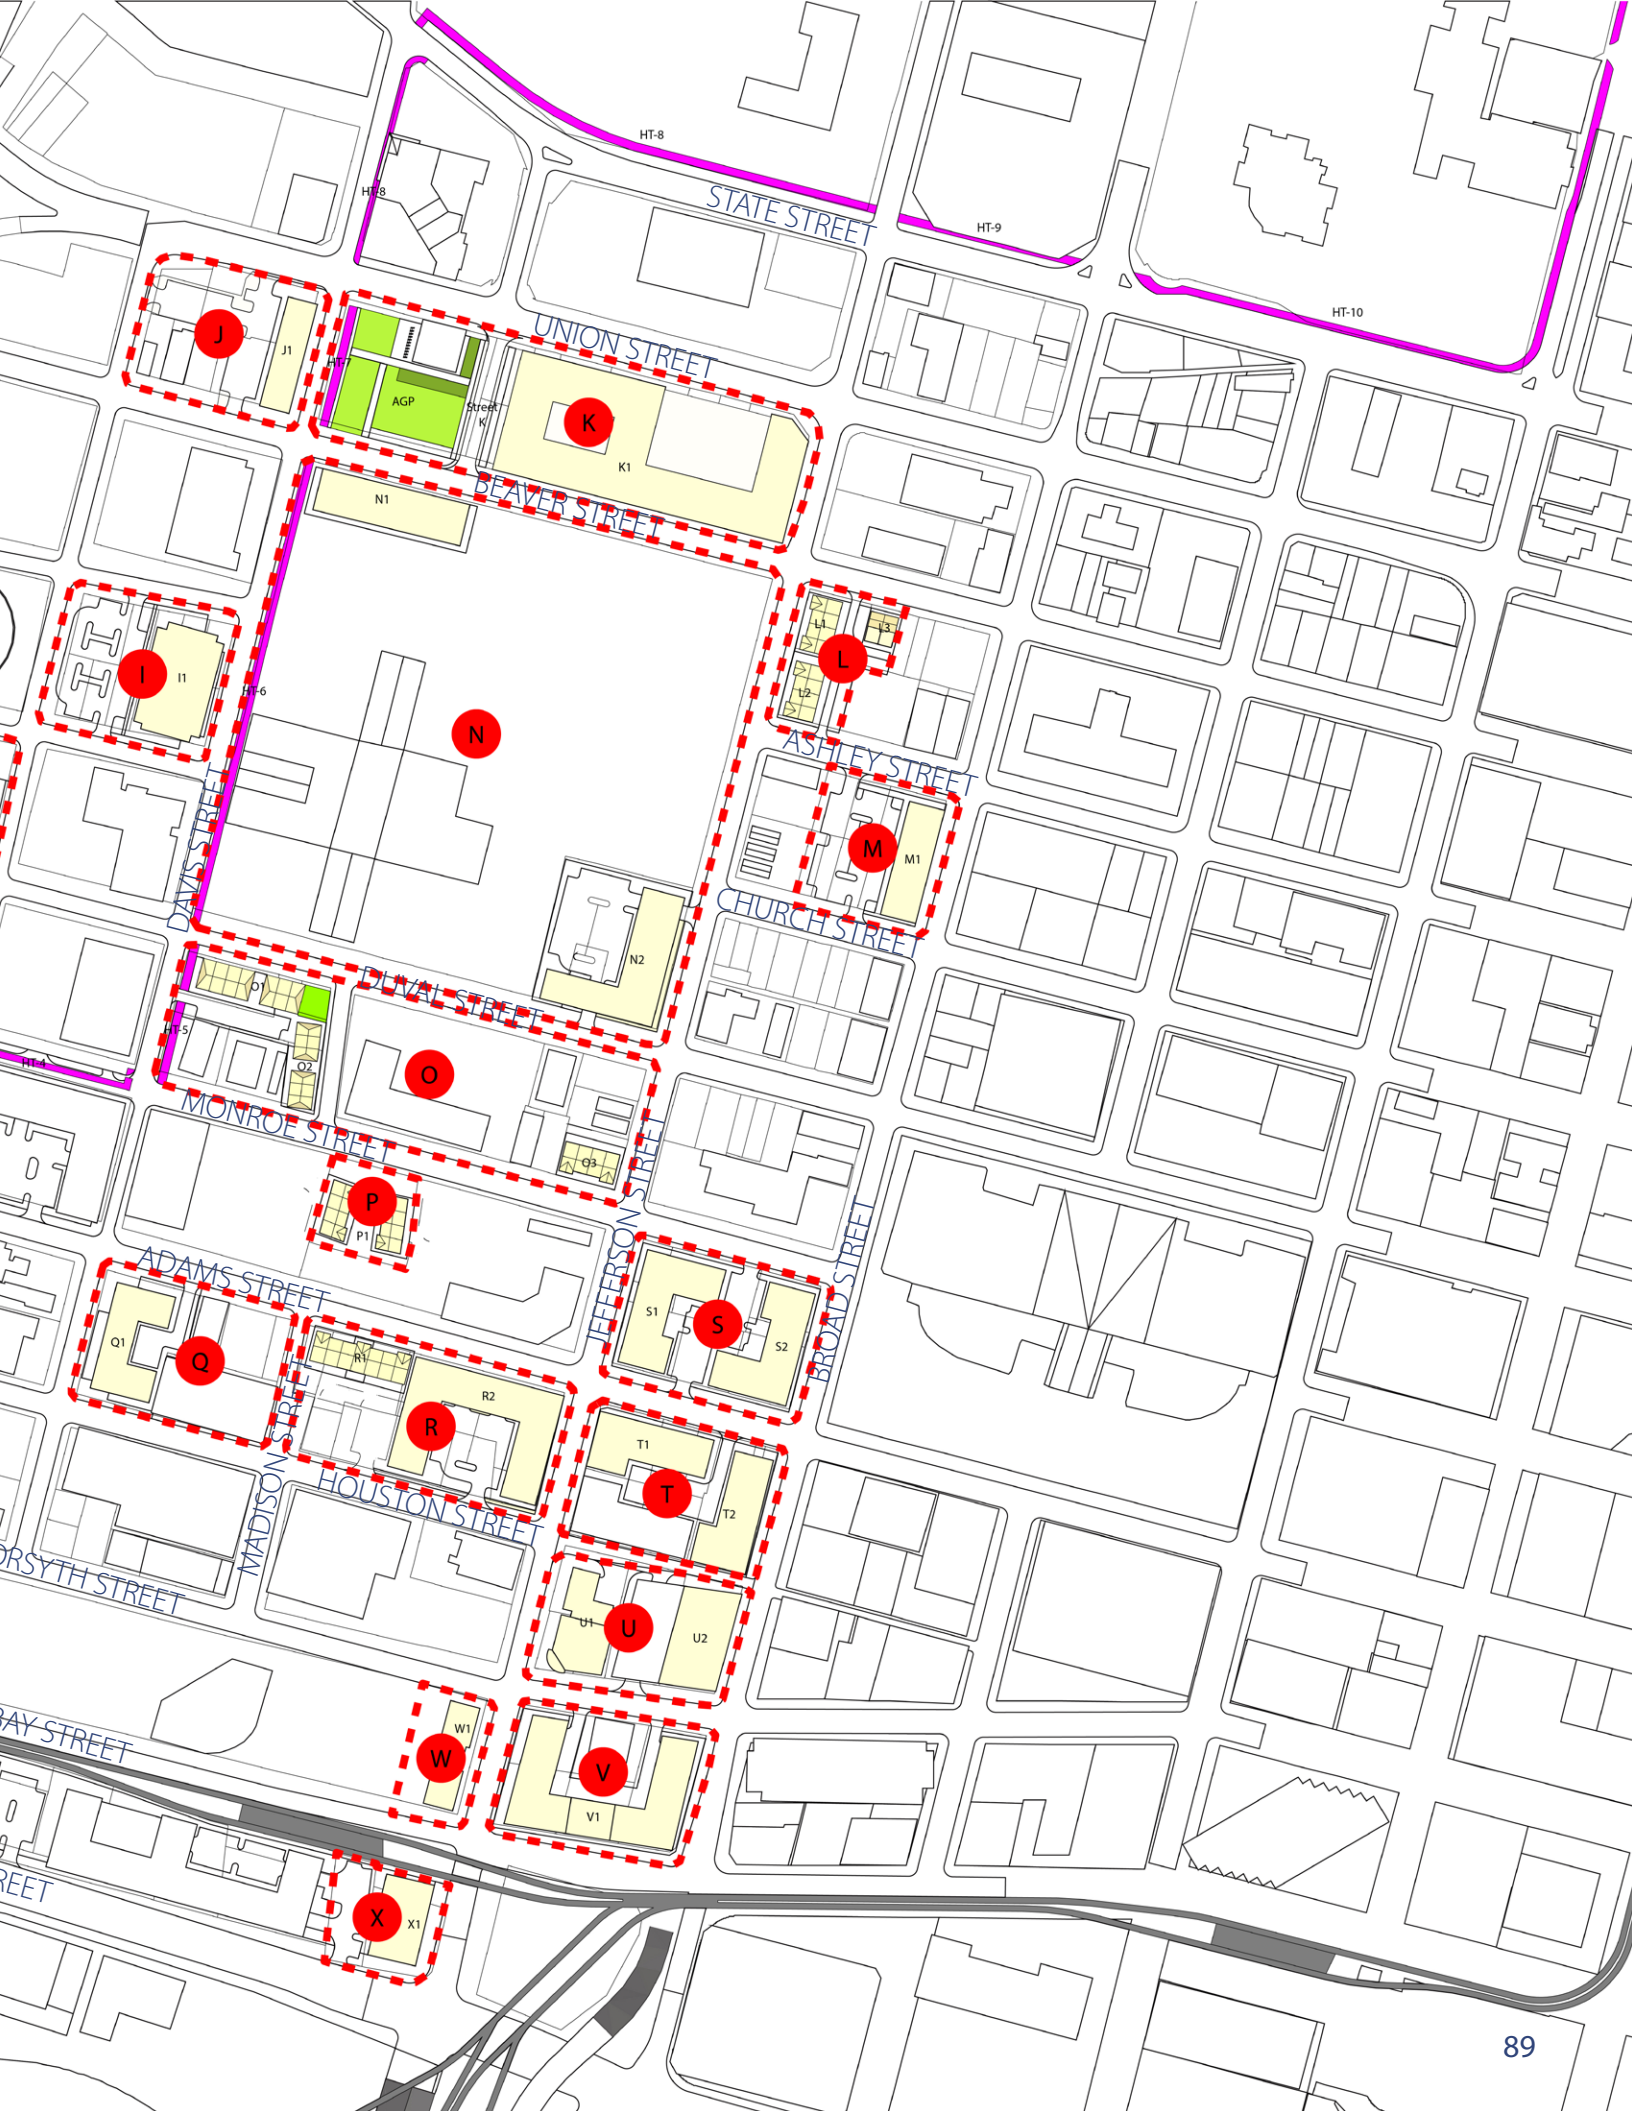 HT-8
HT-8
STATE STREET
HT-9
HT-10
J
J1
UNION STREET
HT-7
AGP
Street
K
K
K1
BEAVER STREET
N1
L1
L3
L
L2
I
I1
HT-6
N
ASHLEY STREET
DAVIS STREET
M
M1
CHURCH STREET
N2
O1
DUVAL STREET
HT-5
HT-4
O2
O
MONROE STREET
O3
P
P1
JEFFERSON STREET
BROAD STREET
ADAMS STREET
S1
S
S2
Q1
Q
R1
R2
R
MADISON STREET
HOUSTON STREET
T1
T
T2
ORSYTH STREET
U1
U
U2
BAY STREET
W1
W
V
V1
REET
X
X1
89